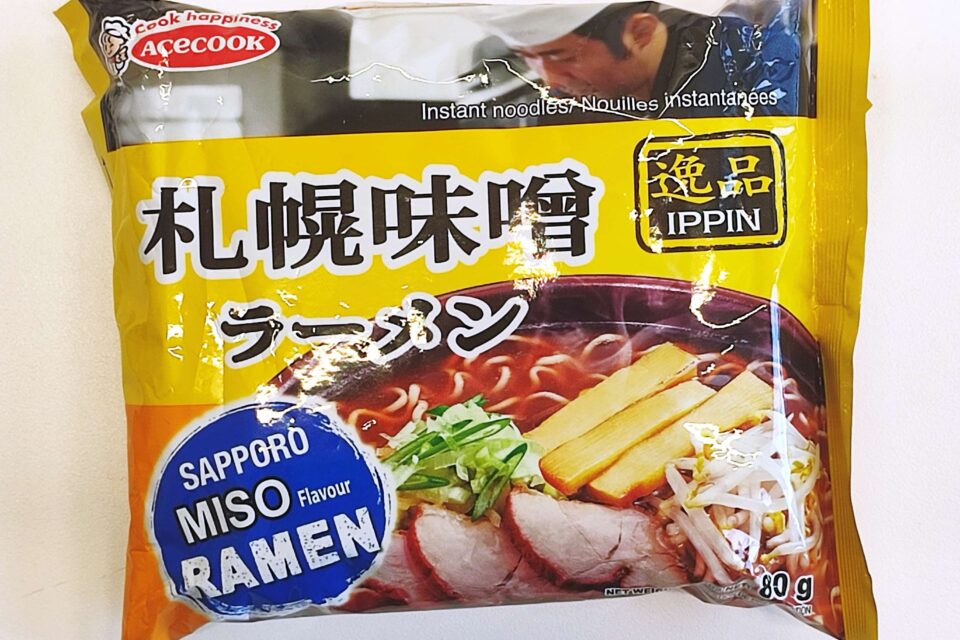 Cook happiness
ACECOOK
Instant noodles/ Nouilles instantanées
逸品
IPPIN
札幌味噌
ラーメン
SAPPORO
MISO Flavour
RAMEN
80 g